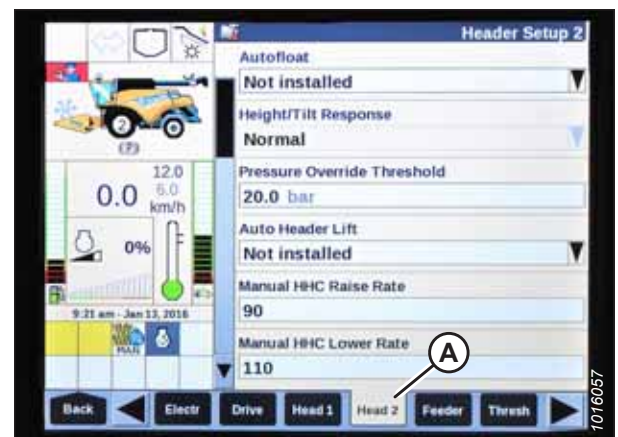 Header Setup 2
Autofloat
Not installed
Height/Tilt Response
Normal
Pressure Override Threshold
20.0 bar
Auto Header Lift
Not installed
Manual HHC Raise Rate
90
Manual HHC Lower Rate
110
2
(F)
12.0
6.0
0.0
km/h
0%
9:21 am - Jan 13, 2016
MAN
A
Back
Electr
Drive
Head 1
Head 2
Feeder
Thresh
1016057